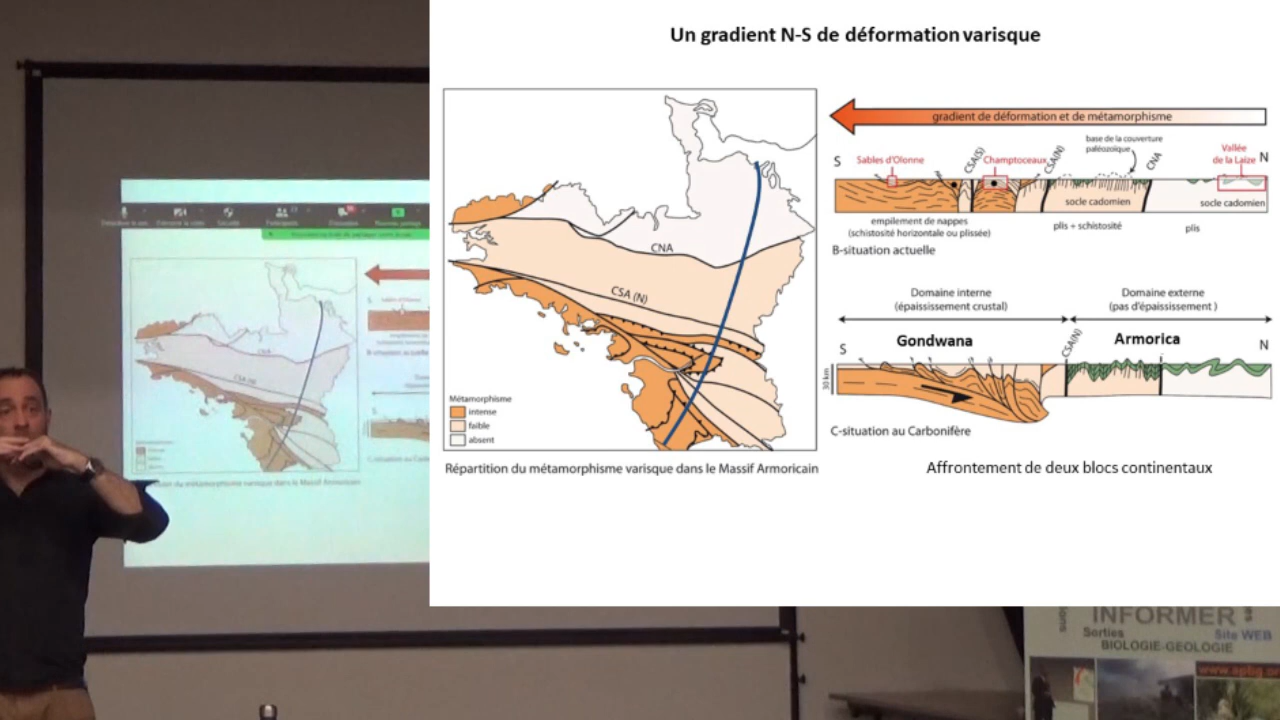 Un gradient N-S de déformation varisque
gradient de déformation et de métamorphisme
base de la couverture
paléozoïque
S
Sables d'Olonne
CSA(S)
Champtoceaux
CSA(N)
CNA
Vallée
de la Laize
N
socle cadomien
socle cadomien
empilement de nappes
(schistosité horizontale ou plissée)
plis + schistosité
plis
B-situation actuelle
CNA
CSA (N)
Métamorphisme
intense
faible
absent
Répartition du métamorphisme varisque dans le Massif Armoricain
Domaine interne
(épaississement crustal)
Domaine externe
(pas d'épaississement )
S
Gondwana
CSA(N)
Armorica
N
30 km
C-situation au Carbonifère
Affrontement de deux blocs continentaux
INFORMER
Sorties
Site WEB
BIOLOGIE-GEOLOGIE